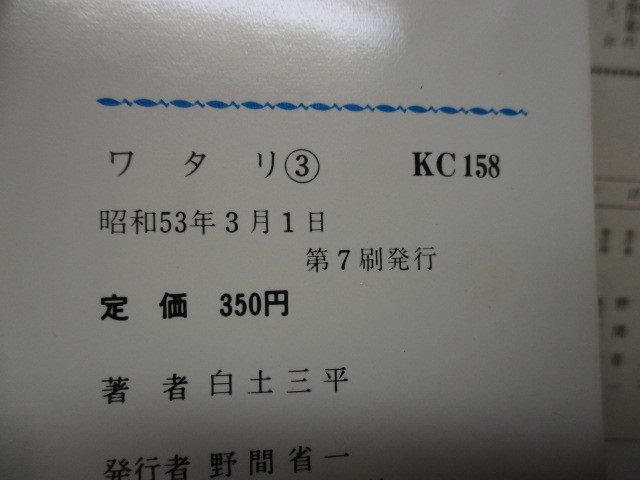 ワタリ③ KC158
昭和53年3月1日
第7刷発行
定価 350円
著者 白土三平
発行者 野間省一